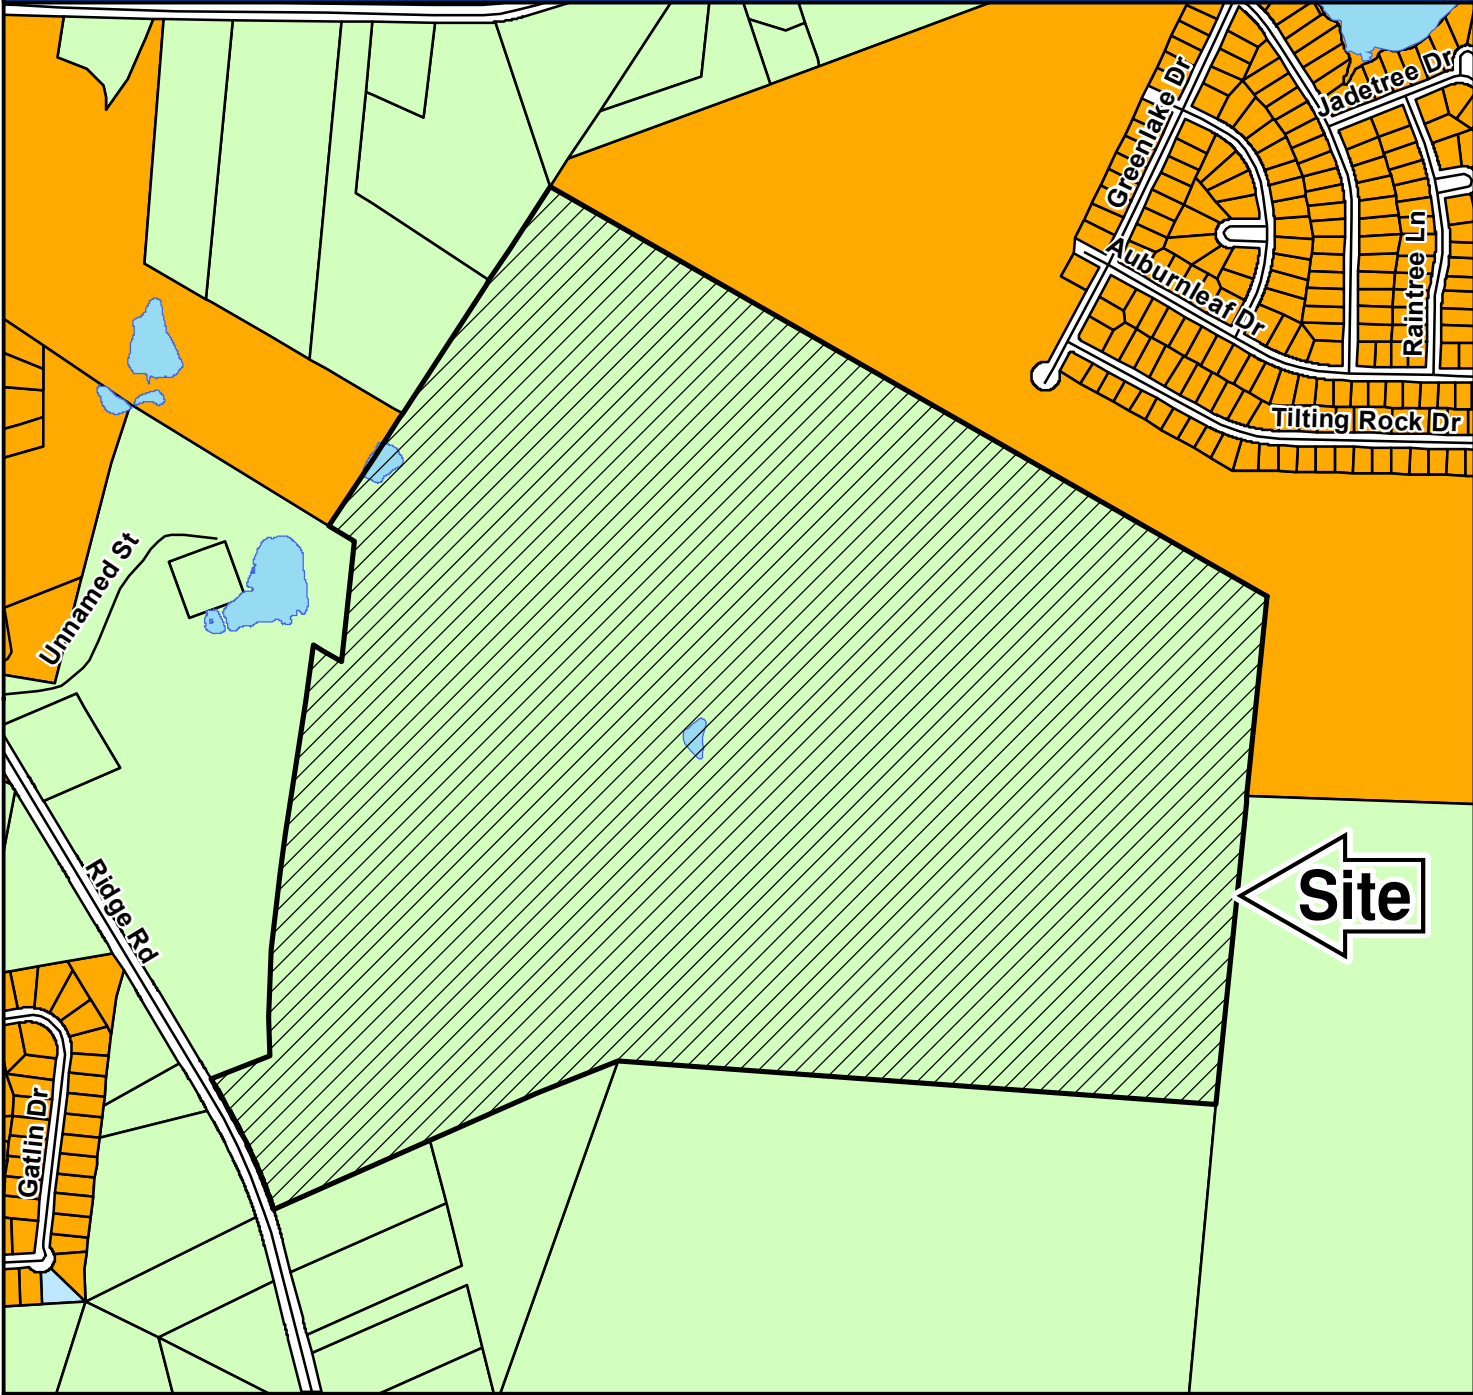 Greenlake Dr
Jadetree Dr
Auburnleaf Dr
Raintree Ln
Tilting Rock Dr
Unnamed St
Site
Ridge Rd
Gatlin Dr